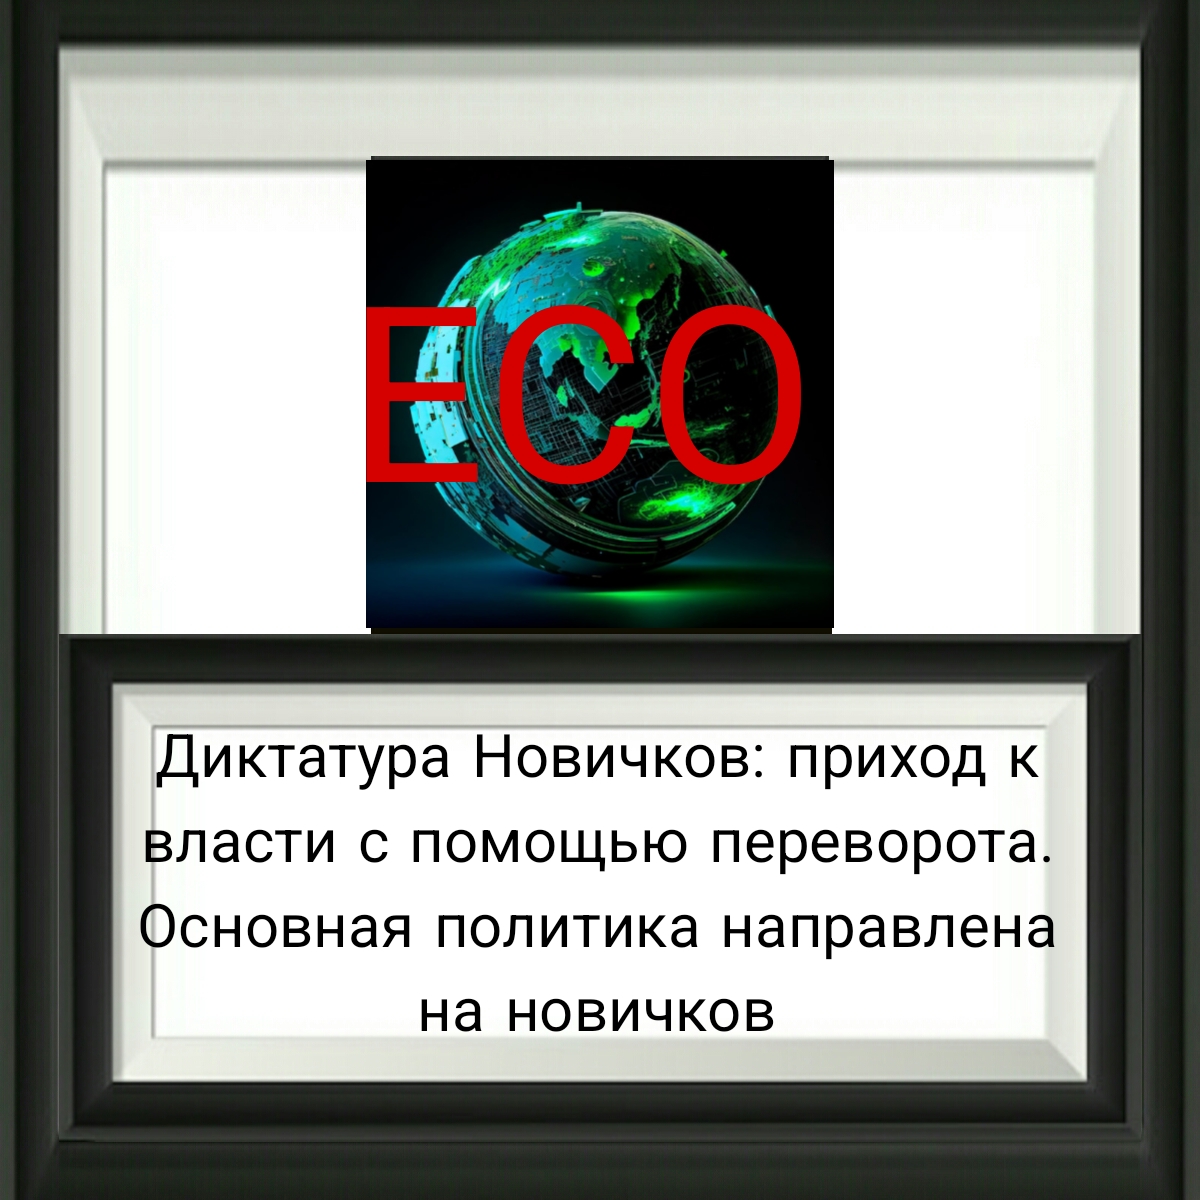 ECO
Диктатура Новичков: приход к
власти с помощью переворота.
Основная политика направлена
на новичков